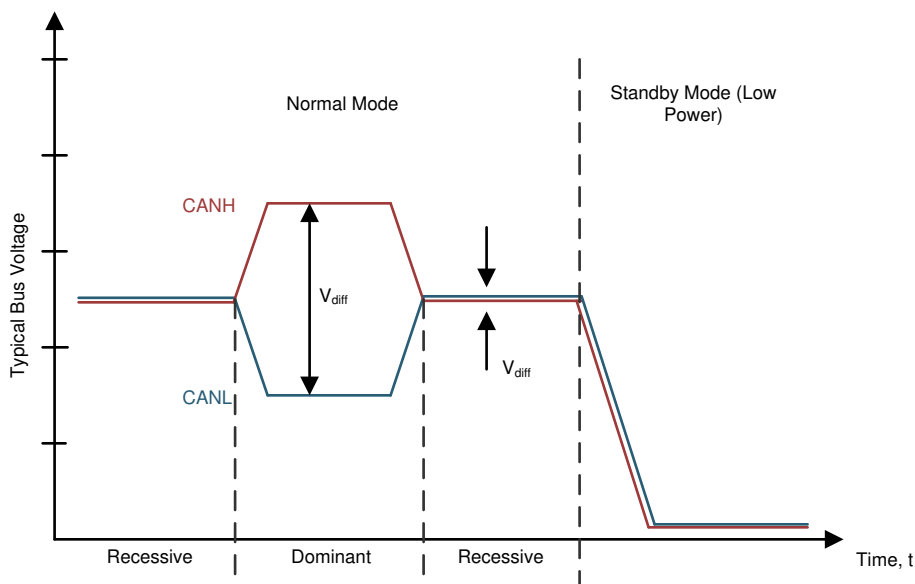 Normal Mode
Standby Mode (Low
Power)
Typical Bus Voltage
CANH
Vdiff
CANL
Vdiff
Recessive
Dominant
Recessive
Time, t